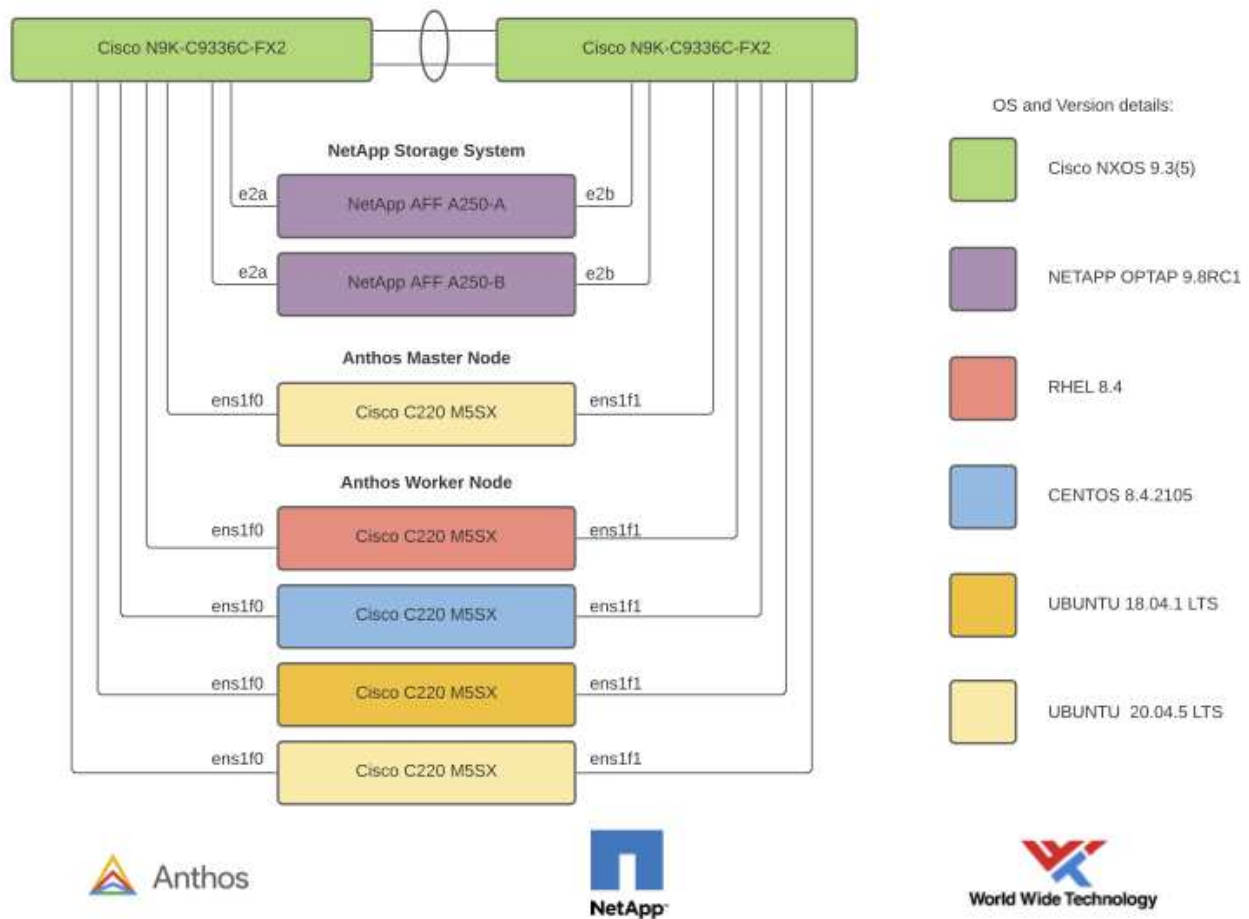 Cisco N9K-C9336C-FX2
Cisco N9K-C9336C-FX2
OS and Version details:
NetApp Storage System
e2a
NetApp AFF A250-A
e2b
e2a
NetApp AFF A250-B
e2b
Anthos Master Node
ens1f0
Cisco C220 M5SX
ens1f1
Anthos Worker Node
ens1f0
Cisco C220 M5SX
ens1f1
ens1f0
Cisco C220 M5SX
ens1f1
ens1f0
Cisco C220 M5SX
ens1f1
ens1f0
Cisco C220 M5SX
ens1f1
Cisco NXOS 9.3(5)
NETAPP OPTAP 9.8RC1
RHEL 8.4
CENTOS 8.4.2105
UBUNTU 18.04.1 LTS
UBUNTU 20.04.5 LTS
Anthos
NetApp™
World Wide Technology